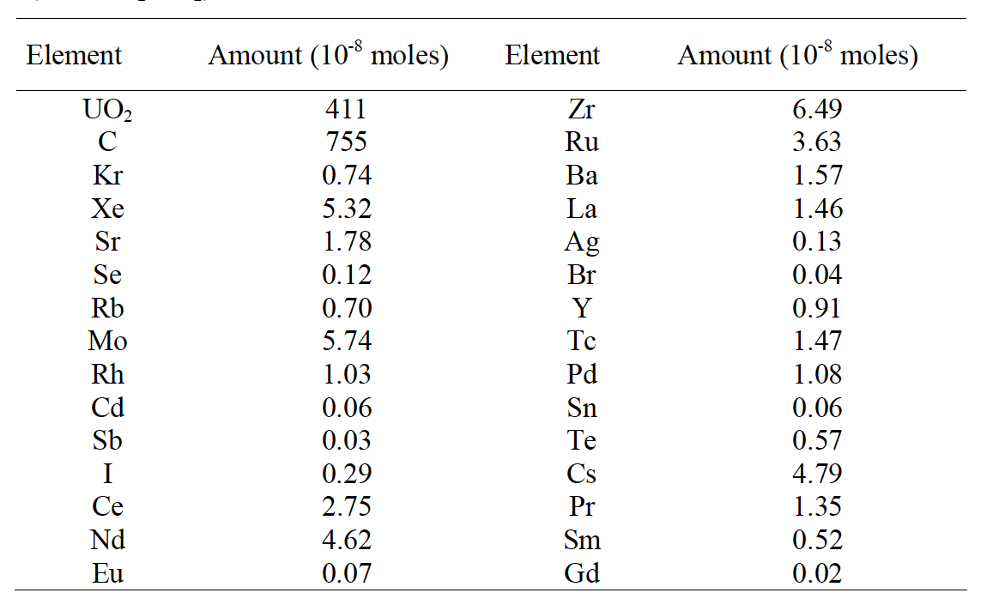 Element Amount (10⁻⁸ moles) Element Amount (10⁻⁸ moles)
UO₂ 411 Zr 6.49
C 755 Ru 3.63
Kr 0.74 Ba 1.57
Xe 5.32 La 1.46
Sr 1.78 Ag 0.13
Se 0.12 Br 0.04
Rb 0.70 Y 0.91
Mo 5.74 Tc 1.47
Rh 1.03 Pd 1.08
Cd 0.06 Sn 0.06
Sb 0.03 Te 0.57
I 0.29 Cs 4.79
Ce 2.75 Pr 1.35
Nd 4.62 Sm 0.52
Eu 0.07 Gd 0.02